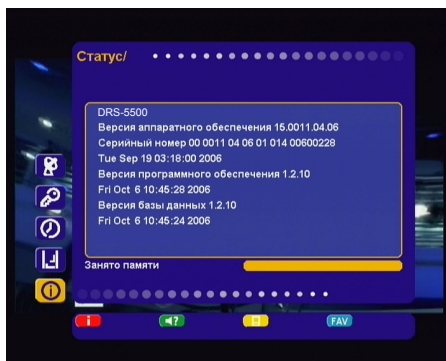 Статус/
DRS-5500
Версия аппаратного обеспечения 15.0011.04.06
Серийный номер 00 0011 04 06 01 014 00600228
Tue Sep 19 03:18:00 2006
Версия программного обеспечения 1.2.10
Fri Oct 6 10:45:28 2006
Версия базы данных 1.2.10
Fri Oct 6 10:45:24 2006
Занято памяти
i
?
FAV